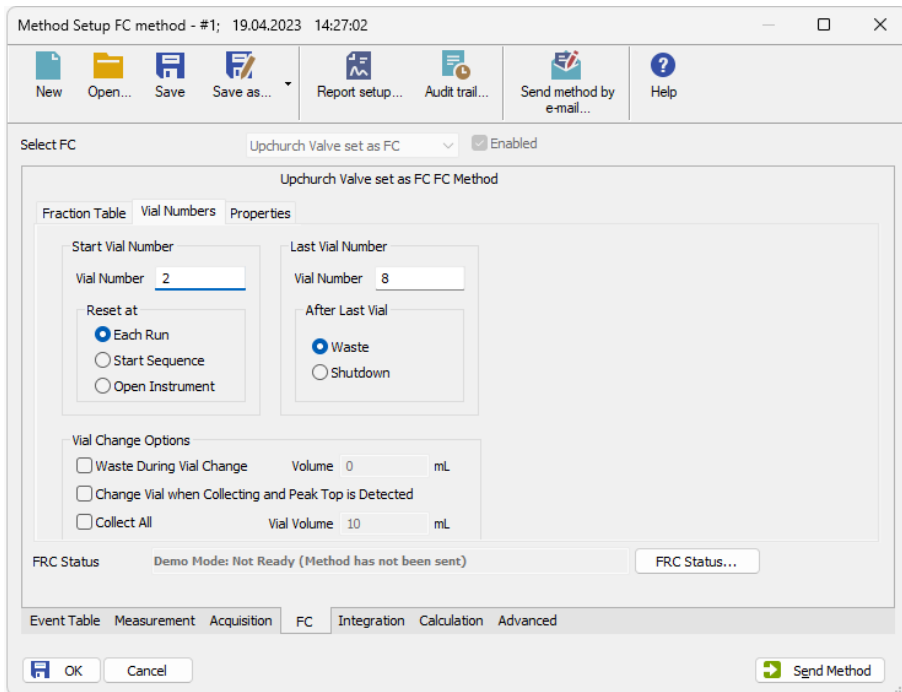 Method Setup FC method - #1; 19.04.2023 14:27:02
New Open... Save Save as... Report setup... Audit trail... Send method by e-mail... Help
Select FC Upchurch Valve set as FC Enabled
Upchurch Valve set as FC FC Method
Fraction Table Vial Numbers Properties
Start Vial Number
Vial Number 2
Reset at
Each Run
Start Sequence
Open Instrument
Last Vial Number
Vial Number 8
After Last Vial
Waste
Shutdown
Vial Change Options
Waste During Vial Change Volume 0 mL
Change Vial when Collecting and Peak Top is Detected
Collect All Vial Volume 10 mL
FRC Status Demo Mode: Not Ready (Method has not been sent) FRC Status...
Event Table Measurement Acquisition FC Integration Calculation Advanced
OK Cancel Send Method